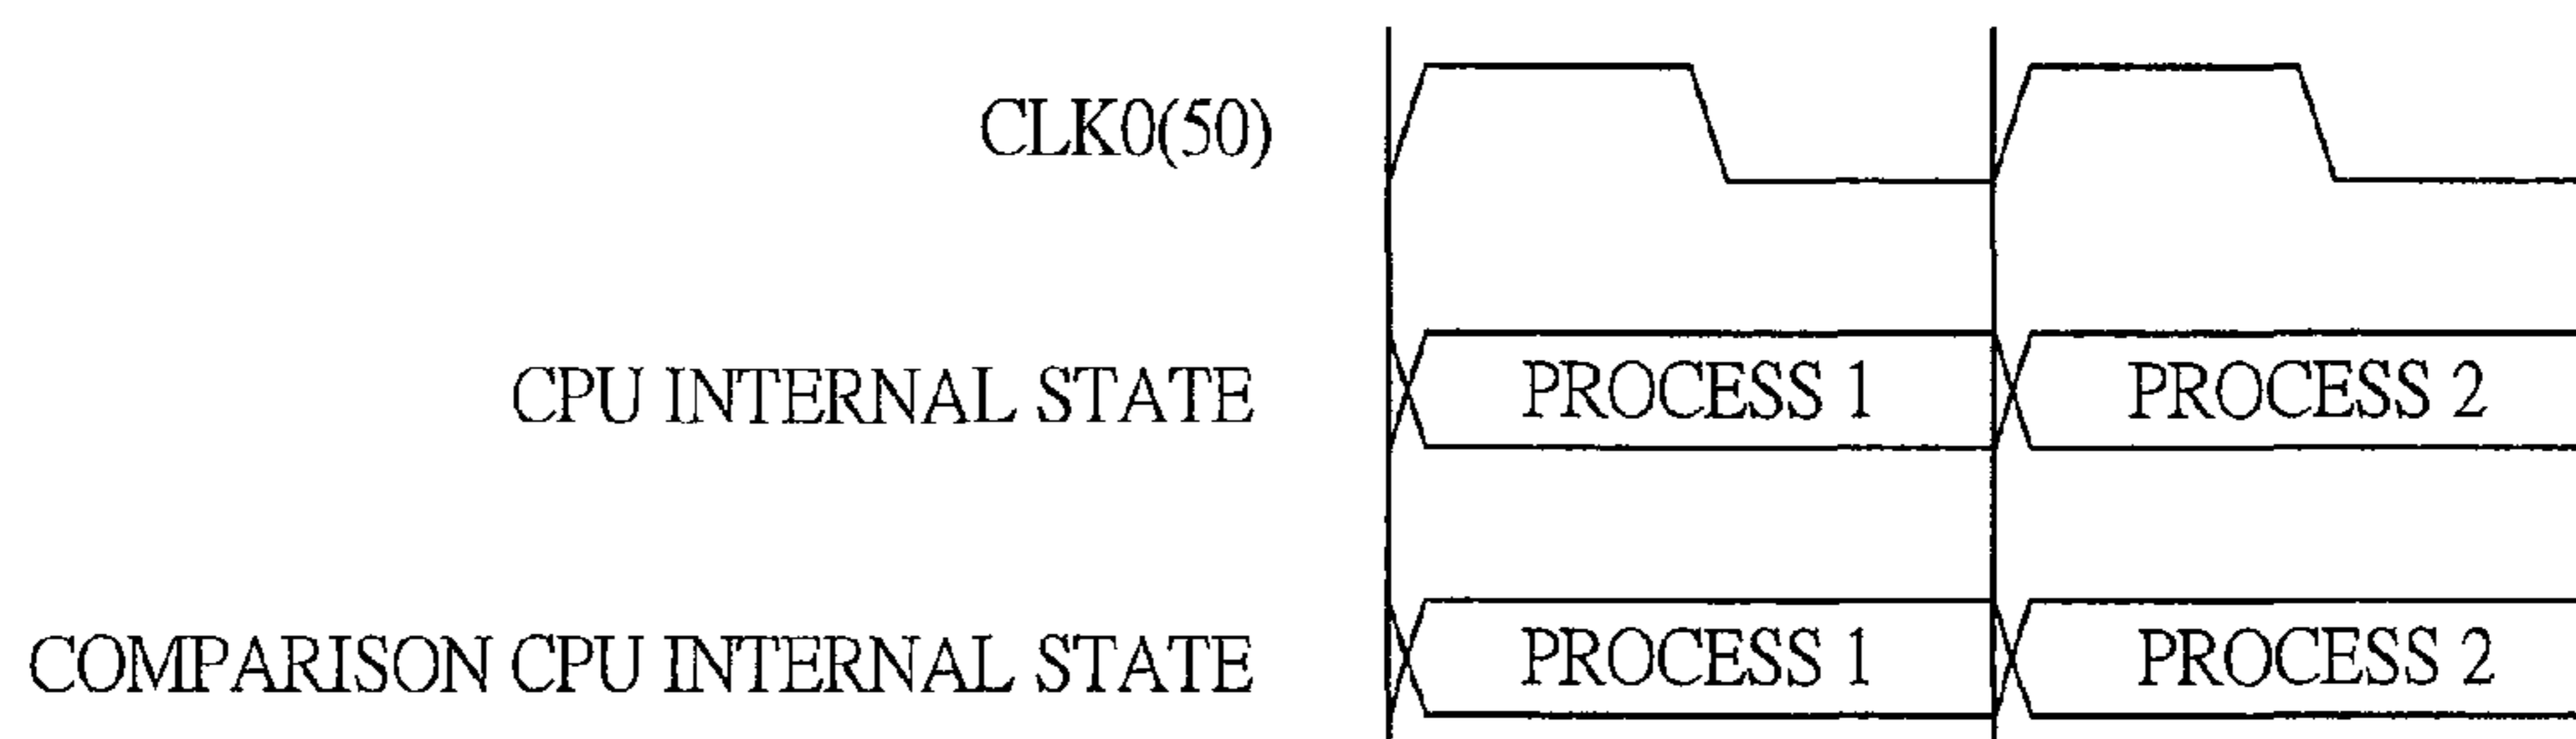 CLK0(50)
CPU INTERNAL STATE PROCESS 1 PROCESS 2
COMPARISON CPU INTERNAL STATE PROCESS 1 PROCESS 2